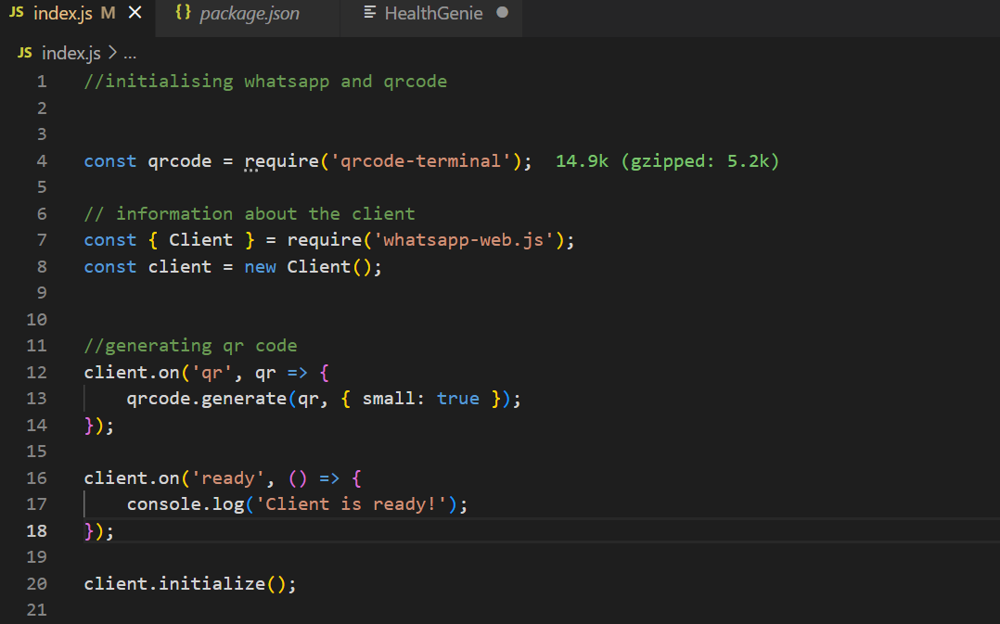 JS index.js M
{} package.json
HealthGenie
JS index.js > ...
1 //initialising whatsapp and qrcode
2
3
4 const qrcode = require('qrcode-terminal'); 14.9k (gzipped: 5.2k)
5
6 // information about the client
7 const { Client } = require('whatsapp-web.js');
8 const client = new Client();
9
10
11 //generating qr code
12 client.on('qr', qr => {
13     qrcode.generate(qr, { small: true });
14 });
15
16 client.on('ready', () => {
17     console.log('Client is ready!');
18 });
19
20 client.initialize();
21